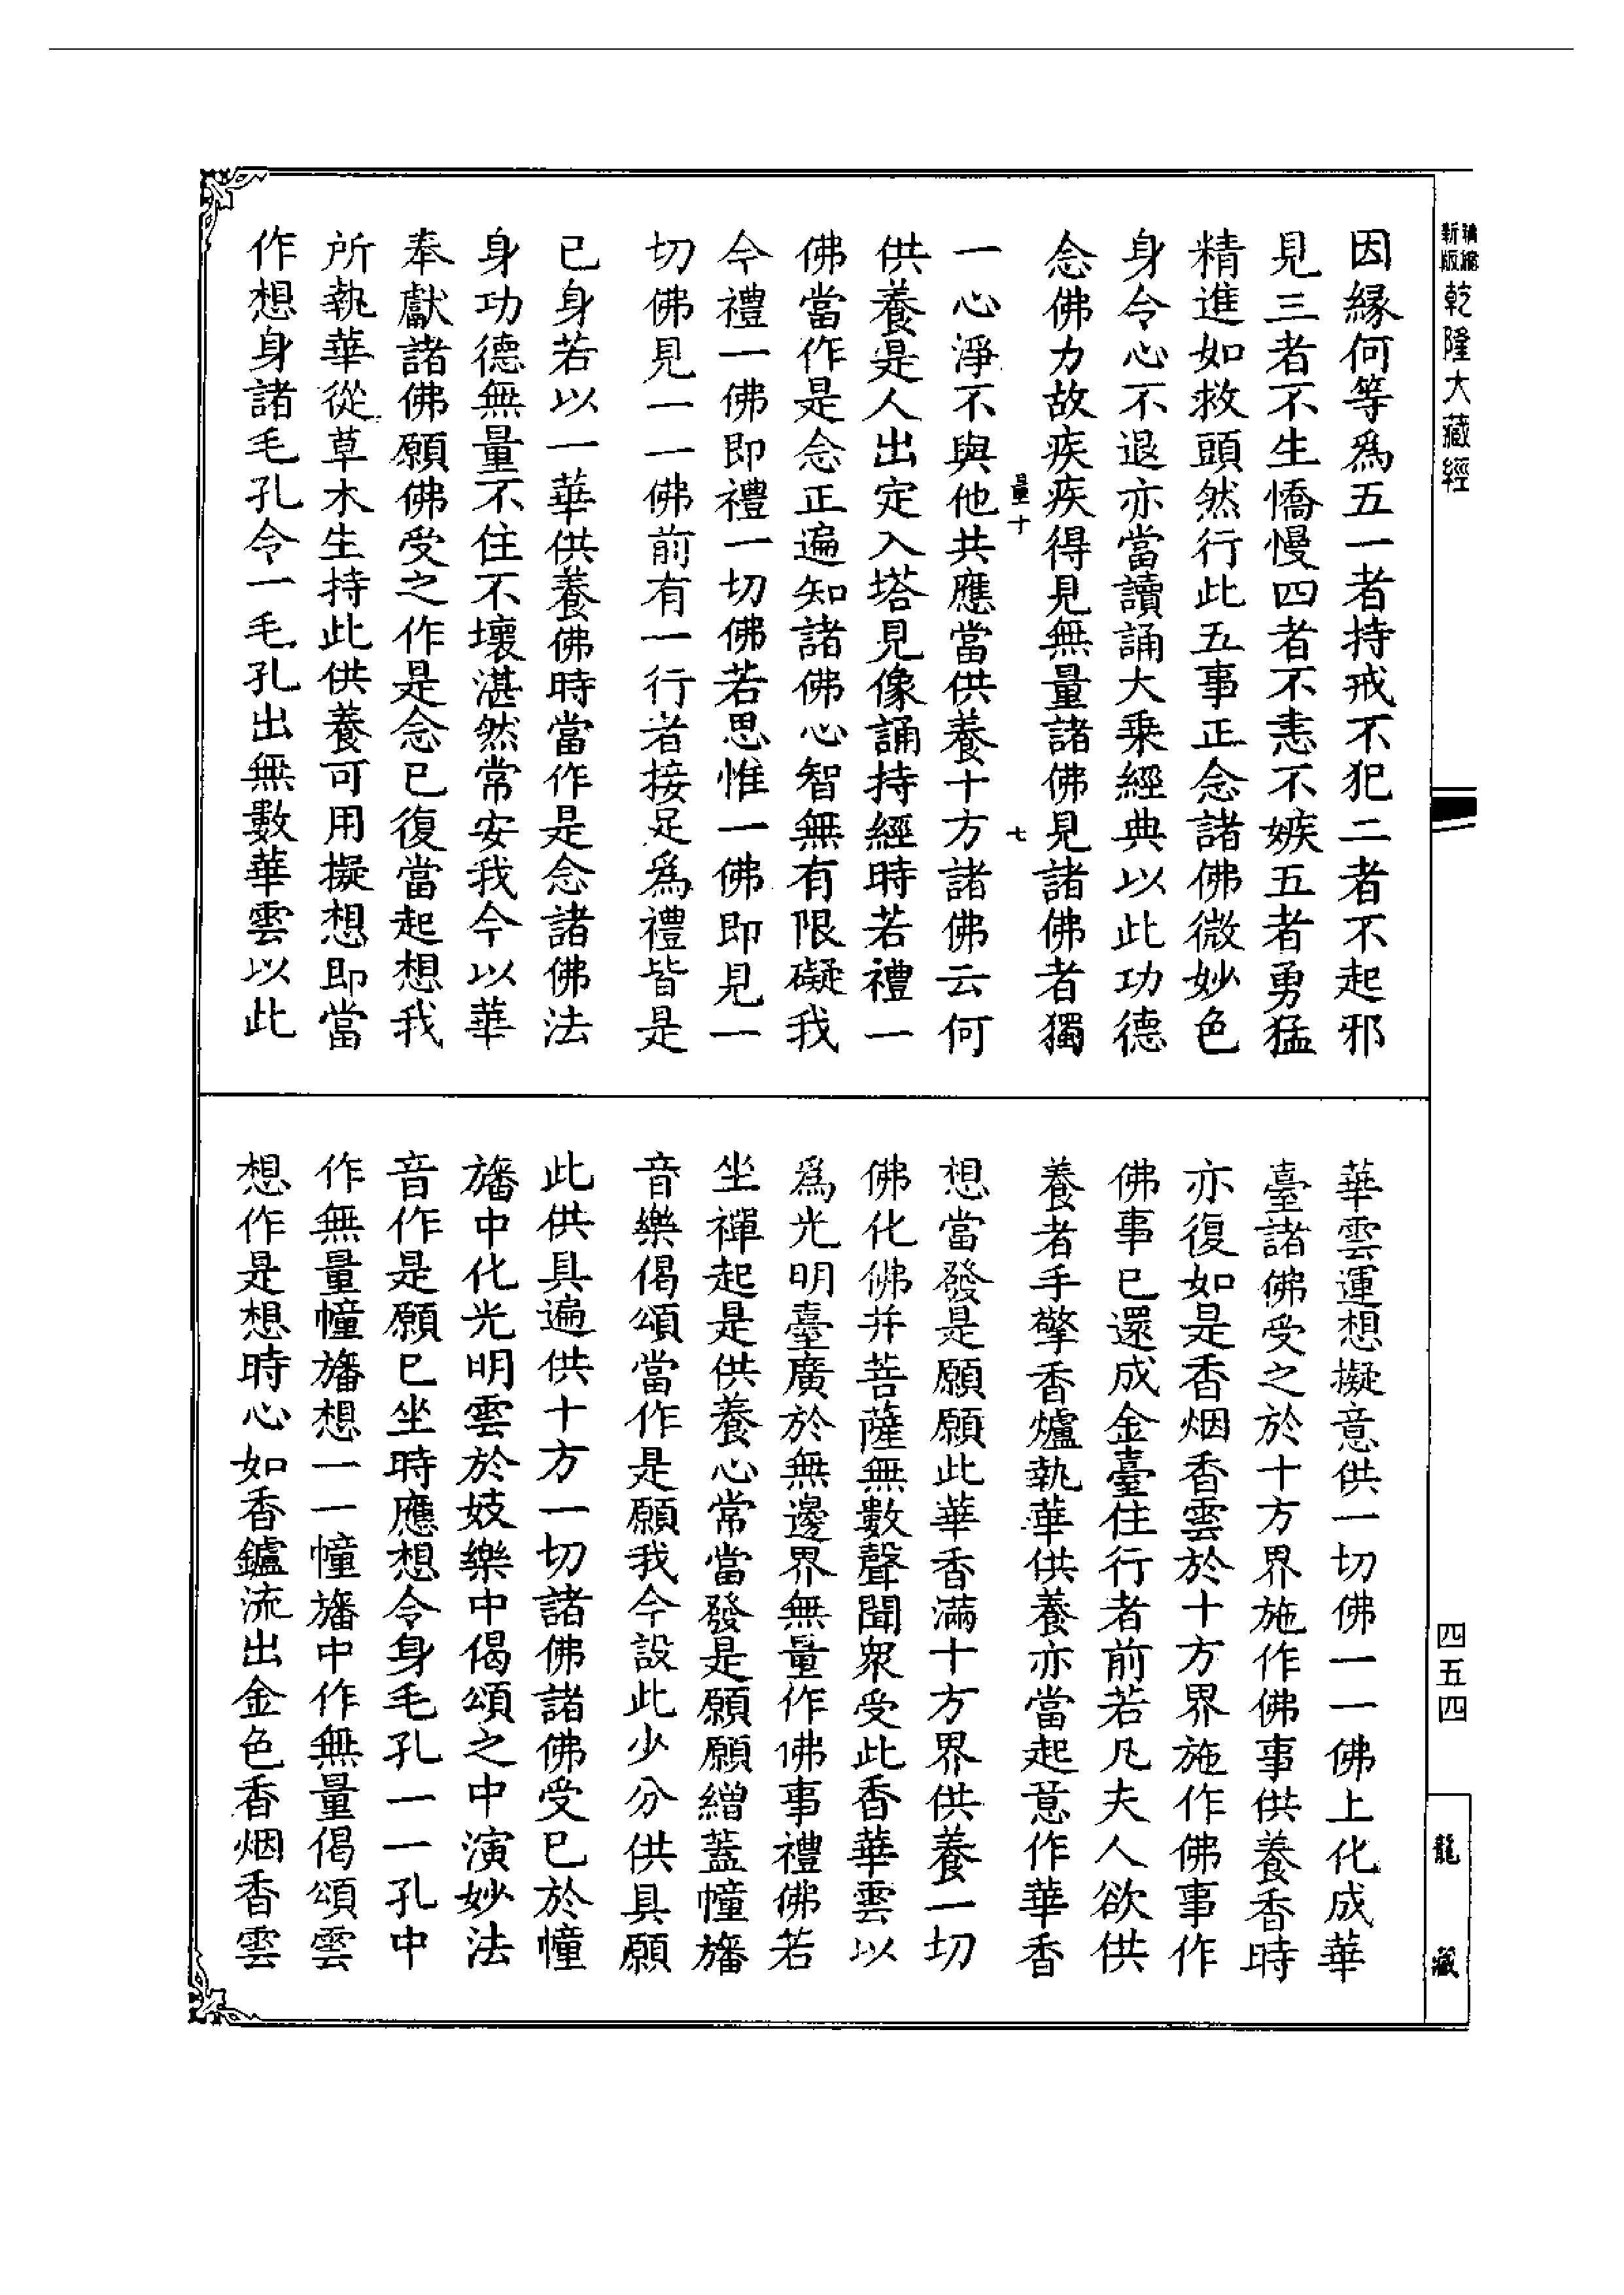 新版精縮乾隆大藏經
因緣何等爲五一者持戒不犯二者不起邪
見三者不生憍慢四者不恚不嫉五者勇猛
精進如救頭然行此五事正念諸佛微妙色
身令心不退亦當讀誦大乘經典以此功德
念佛力故疾疾得見無量諸佛見諸佛者獨
量十 七
一心淨不與他共應當供養十方諸佛云何
供養是人出定入塔見像誦持經時若禮一
佛當作是念正遍知諸佛心智無有限礙我
今禮一佛即禮一切佛若思惟一佛即見一
切佛見一一佛前有一行者接足爲禮皆是
己身若以一華供養佛時當作是念諸佛法
身功德無量不住不壞湛然常安我今以華
奉獻諸佛願佛受之作是念已復當起想我
所執華從草木生持此供養可用擬想即當
作想身諸毛孔令一毛孔出無數華雲以此
華雲運想擬意供一切佛一一佛上化成華
臺諸佛受之於十方界施作佛事供養香時
亦復如是香烟香雲於十方界施作佛事作
佛事已還成金臺住行者前若凡夫人欲供
養者手擎香爐執華供養亦當起意作華香
想當發是願願此華香滿十方界供養一切
佛化佛并菩薩無數聲聞衆受此香華雲以
爲光明臺廣於無邊界無量作佛事禮佛若
坐禪起是供養心常當發是願願繒蓋幢旛
音樂偈頌當作是願我今設此少分供具願
此供具遍供十方一切諸佛諸佛受已於幢
旛中化光明雲於妓樂中偈頌之中演妙法
音作是願已坐時應想令身毛孔一一孔中
作無量幢旛想一一幢旛中作無量偈頌雲
想作是想時心如香鑪流出金色香烟香雲
四五四
龍藏